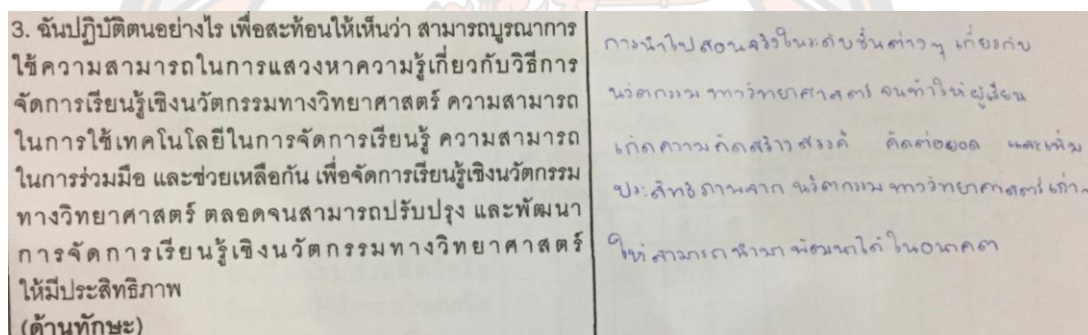 3. ฉันปฏิบัติตนอย่างไร เพื่อสะท้อนให้เห็นว่า สามารถบูรณาการ
ใช้ความสามารถในการแสวงหาความรู้เกี่ยวกับวิธีการ
จัดการเรียนรู้เชิงนวัตกรรมทางวิทยาศาสตร์ ความสามารถ
ในการใช้เทคโนโลยีในการจัดการเรียนรู้ ความสามารถ
ในการร่วมมือ และช่วยเหลือกัน เพื่อจัดการเรียนรู้เชิงนวัตกรรม
ทางวิทยาศาสตร์ ตลอดจนสามารถปรับปรุง และพัฒนา
การจัดการเรียนรู้เชิงนวัตกรรมทางวิทยาศาสตร์
ให้มีประสิทธิภาพ
(ด้านทักษะ)
การนำไปสอนจริงในระดับชั้นต่างๆ เกี่ยวกับ
นวัตกรรมทางวิทยาศาสตร์ จนทำให้ผู้เรียน
เกิดความคิดสร้างสรรค์ คิดต่อยอด และเพิ่ม
ประสิทธิภาพจาก นวัตกรรมทางวิทยาศาสตร์เก่าๆ
ให้สามารถนำมาพัฒนาได้ในอนาคต